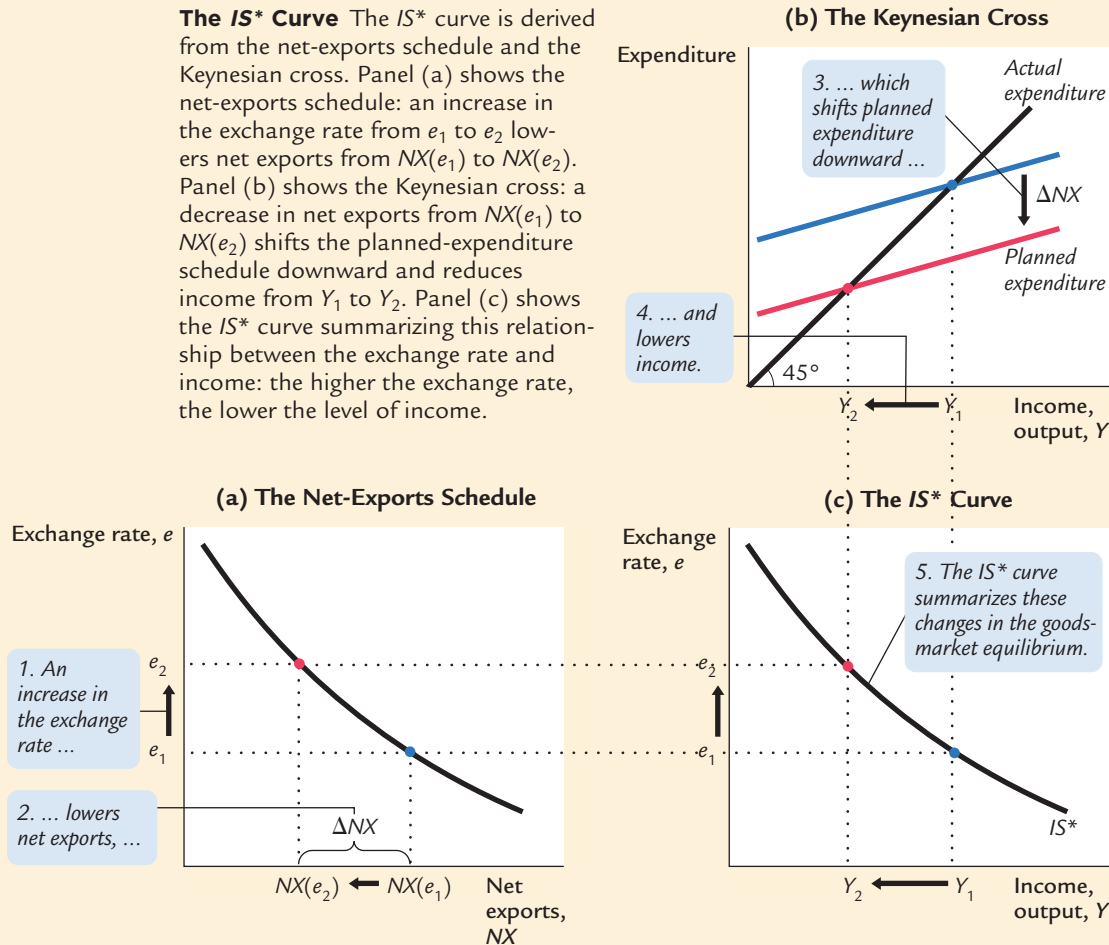 The IS* Curve The IS* curve is derived
from the net-exports schedule and the
Keynesian cross. Panel (a) shows the
net-exports schedule: an increase in
the exchange rate from e1 to e2 low-
ers net exports from NX(e1) to NX(e2).
Panel (b) shows the Keynesian cross: a
decrease in net exports from NX(e1) to
NX(e2) shifts the planned-expenditure
schedule downward and reduces
income from Y1 to Y2. Panel (c) shows
the IS* curve summarizing this relation-
ship between the exchange rate and
income: the higher the exchange rate,
the lower the level of income.
(b) The Keynesian Cross
Expenditure
3. ... which
shifts planned
expenditure
downward ...
Actual
expenditure
ΔNX
Planned
expenditure
4. ... and
lowers
income.
45°
Y2
Y1
Income,
output, Y
(a) The Net-Exports Schedule
Exchange rate, e
1. An
increase in
the exchange
rate ...
e2
e1
2. ... lowers
net exports, ...
ΔNX
NX(e2)
NX(e1)
Net
exports,
NX
(c) The IS* Curve
Exchange
rate, e
5. The IS* curve
summarizes these
changes in the goods-
market equilibrium.
e2
e1
IS*
Y2
Y1
Income,
output, Y